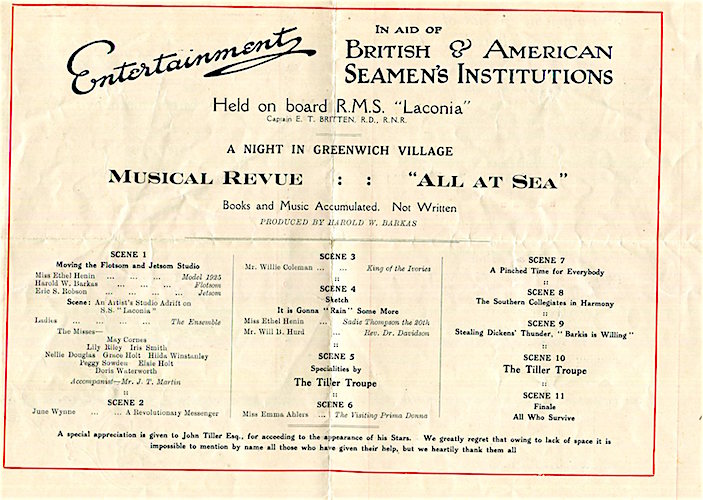 Entertainment
IN AID OF
BRITISH & AMERICAN
SEAMEN'S INSTITUTIONS
Held on board R.M.S. "Laconia"
Captain E. T. BRITTEN, R.D., R.N.R.
A NIGHT IN GREENWICH VILLAGE
MUSICAL REVUE : : "ALL AT SEA"
Books and Music Accumulated. Not Written
PRODUCED BY HAROLD W. BARKAS
SCENE 1
Moving the Flotsom and Jetsom Studio
Miss Ethel Henin ... ... Model 1925
Harold W. Barkas ... ... Flotsom
Eric S. Robson ... ... ... Jetsom
Scene: An Artist's Studio Adrift on
S.S. "Laconia"
Ladies ... ... ... ... The Ensemble
The Misses—
May Cornes
Lily Riley Iris Smith
Nellie Douglas Grace Holt Hilda Winstanley
Peggy Sowden Elsie Holt
Doris Waterworth
Accompanist—Mr. J. T. Martin
::
SCENE 2
June Wynne ... ... A Revolutionary Messenger
SCENE 3
Mr. Willie Coleman ... ... King of the Ivories
::
SCENE 4
Sketch
It is Gonna "Rain" Some More
Miss Ethel Henin ... Sadie Thompson the 20th
Mr. Will B. Hurd ... Rev. Dr. Davidson
::
SCENE 5
Specialities by
The Tiller Troupe
::
SCENE 6
Miss Emma Ahlers ... The Visiting Prima Donna
SCENE 7
A Pinched Time for Everybody
::
SCENE 8
The Southern Collegiates in Harmony
::
SCENE 9
Stealing Dickens' Thunder, "Barkis is Willing"
::
SCENE 10
The Tiller Troupe
::
SCENE 11
Finale
All Who Survive
A special appreciation is given to John Tiller Esq., for acceeding to the appearance of his Stars. We greatly regret that owing to lack of space it is
impossible to mention by name all those who have given their help, but we heartily thank them all